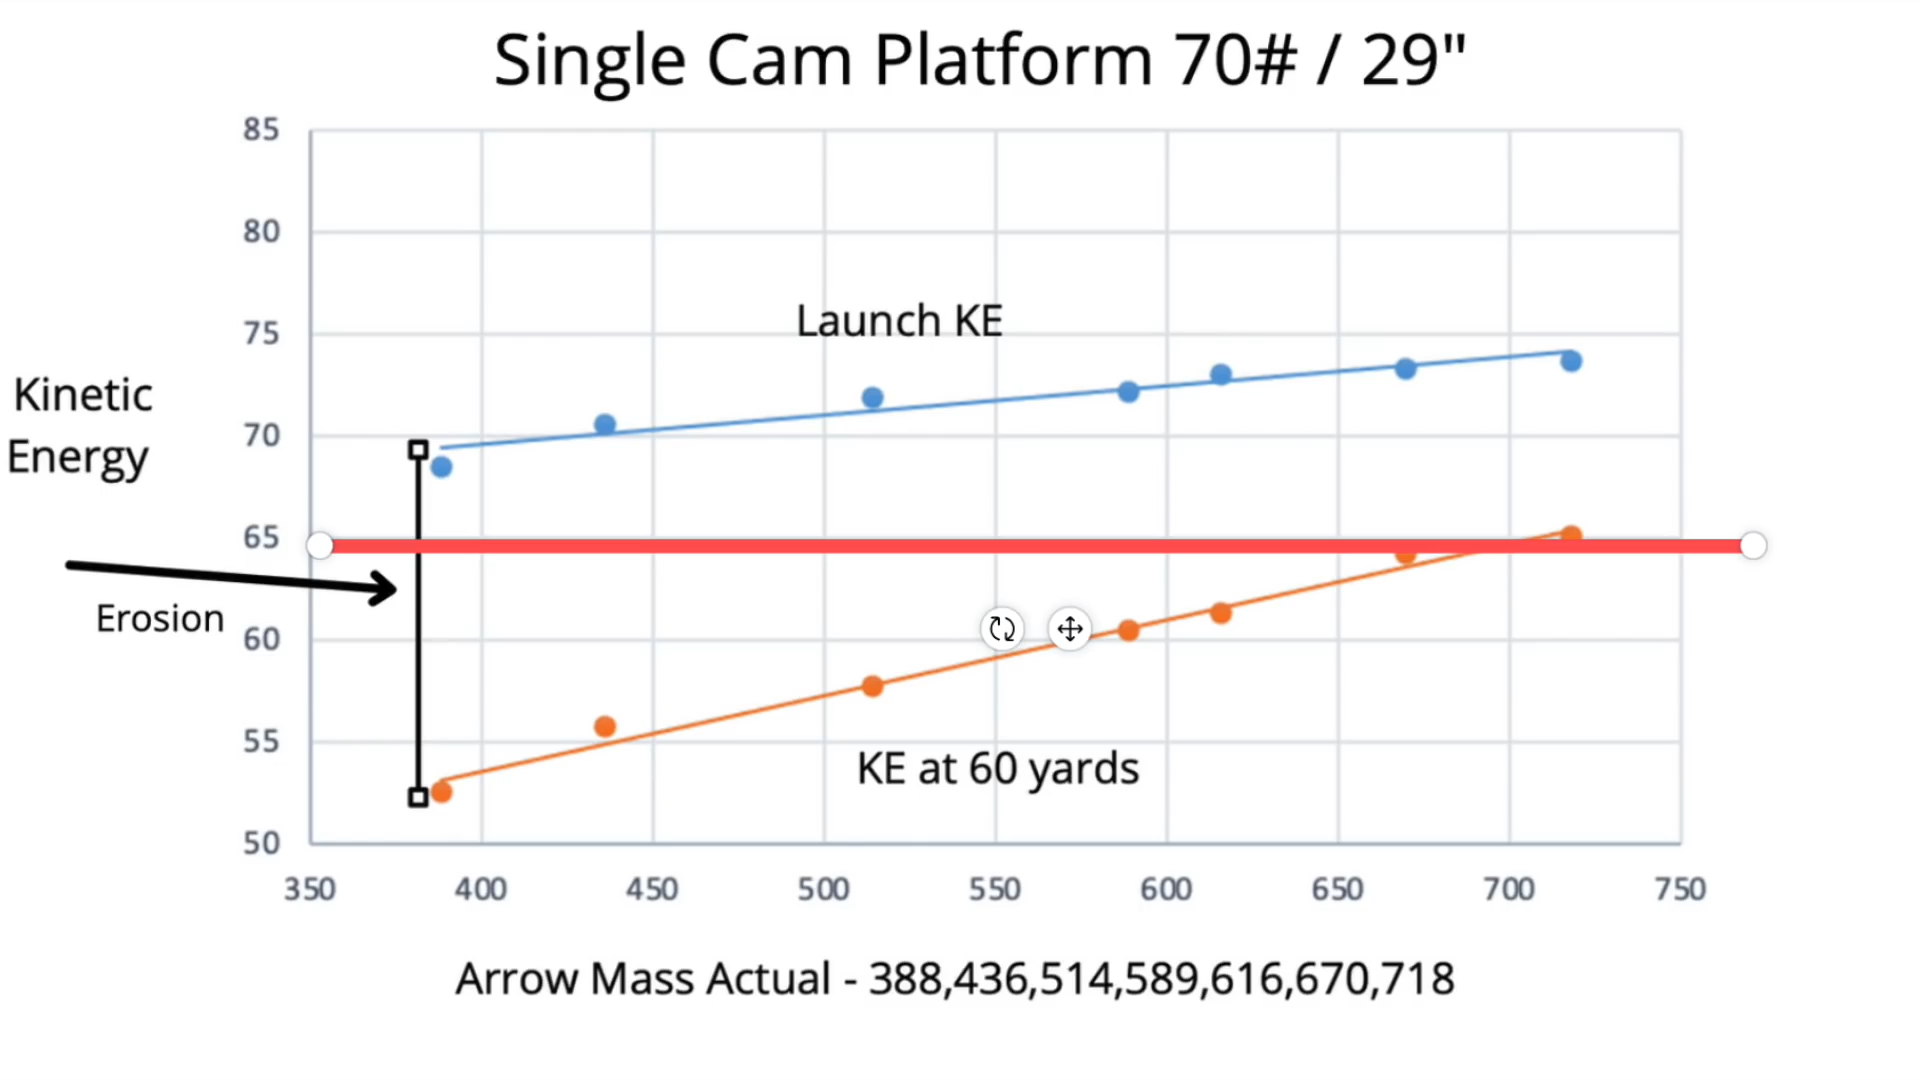 Single Cam Platform 70# / 29"
85
80
75
70
65
60
55
50
Launch KE
Kinetic
Energy
Erosion
KE at 60 yards
350 400 450 500 550 600 650 700 750
Arrow Mass Actual - 388,436,514,589,616,670,718